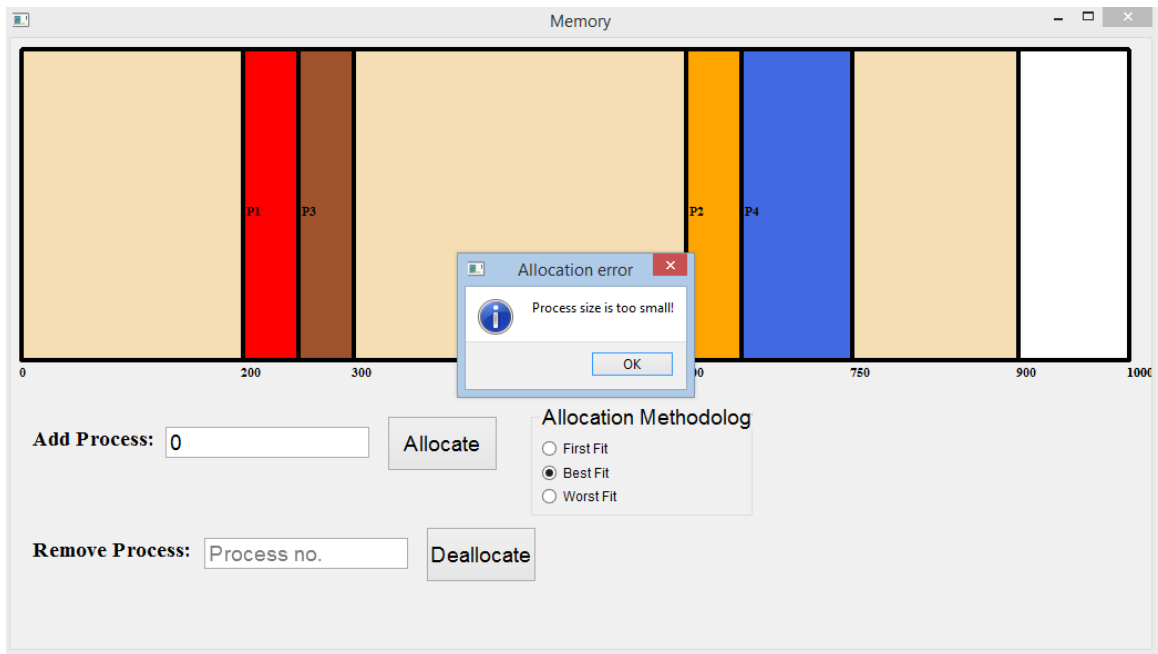 Memory
P1
P3
P2
P4
Allocation error
Process size is too small!
OK
0
200
300
00
750
900
1000
Add Process:
0
Allocate
Allocation Methodolog
First Fit
Best Fit
Worst Fit
Remove Process:
Process no.
Deallocate